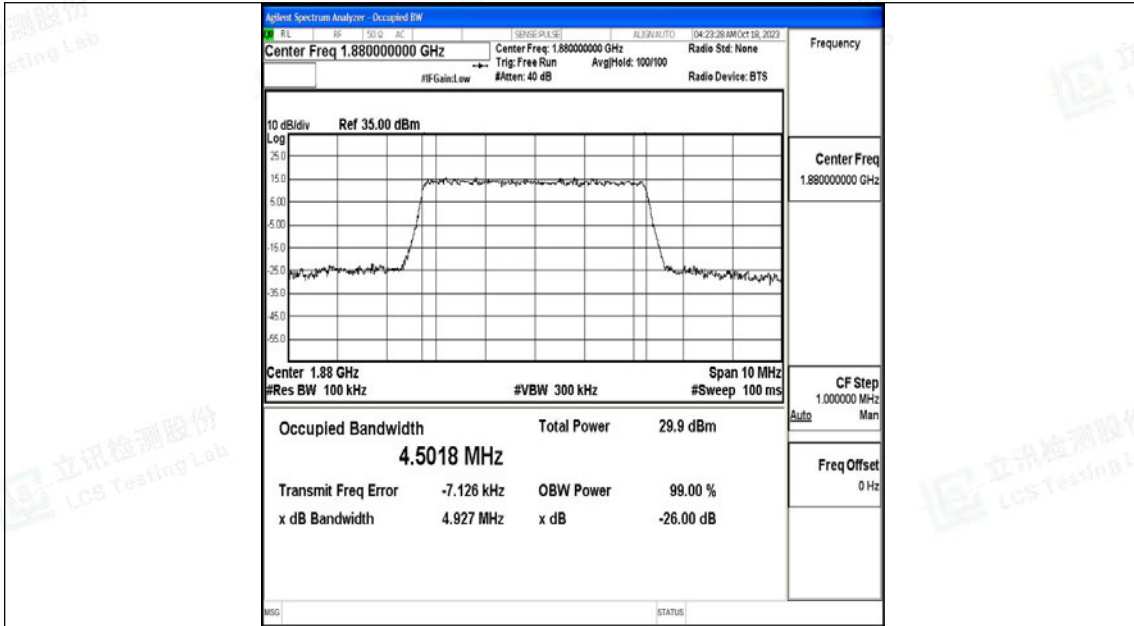 Agilent Spectrum Analyzer - Occupied BW
RL RF 50 Ω AC SENSE:PULSE ALIGNAUTO 04:23:28 AM Oct 18, 2023
Center Freq 1.880000000 GHz
Center Freq: 1.880000000 GHz
Radio Std: None
Trig: Free Run Avg|Hold: 100/100
#IFGain:Low
#Atten: 40 dB
Radio Device: BTS
Frequency
10 dB/div Ref 35.00 dBm
Log
25.0
15.0
5.00
-5.00
-15.0
-25.0
-35.0
-45.0
-55.0
Center 1.88 GHz
Span 10 MHz
#Res BW 100 kHz
#VBW 300 kHz
#Sweep 100 ms
Center Freq
1.880000000 GHz
CF Step
1.000000 MHz
Auto Man
Freq Offset
0 Hz
Occupied Bandwidth
Total Power 29.9 dBm
4.5018 MHz
Transmit Freq Error -7.126 kHz
OBW Power 99.00 %
x dB Bandwidth 4.927 MHz
x dB -26.00 dB
MSG
STATUS
立讯检测股份
LCS Testing Lab
立讯检测股份
LCS Testing